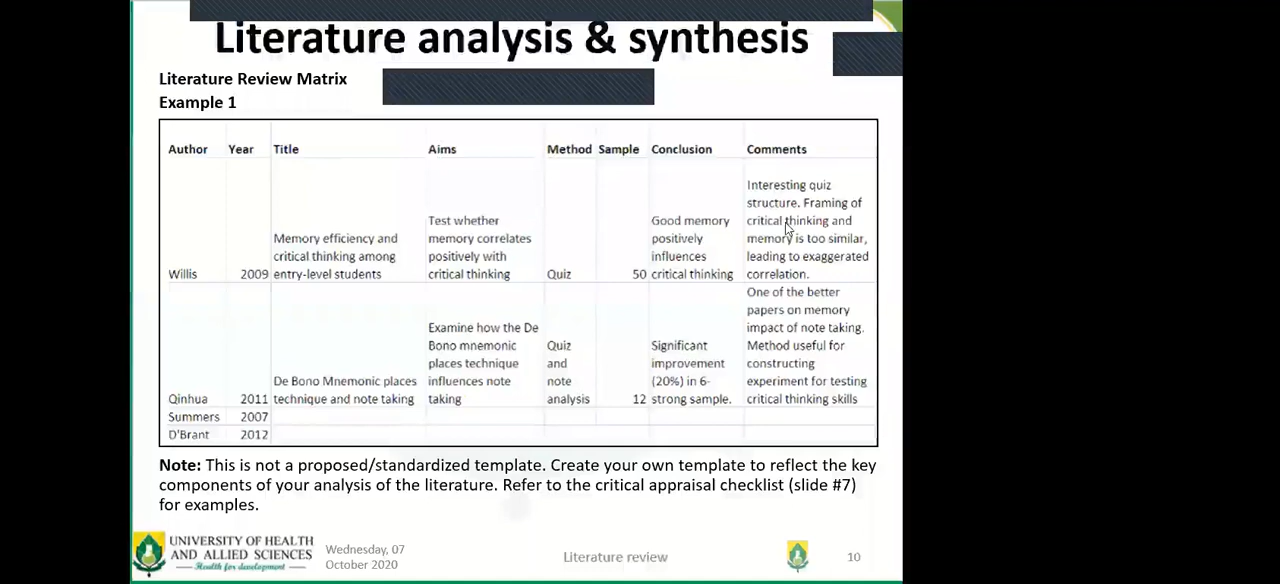 Literature analysis & synthesis
Literature Review Matrix
Example 1
Author Year Title Aims Method Sample Conclusion Comments
Interesting quiz
structure. Framing of
Test whether Good memory critical thinking and
Memory efficiency and memory correlates positively memory is too similar,
critical thinking among positively with influences leading to exaggerated
Willis 2009 entry-level students critical thinking Quiz 50 critical thinking correlation.
One of the better
papers on memory
Examine how the De impact of note taking.
Bono mnemonic Quiz Significant Method useful for
places technique and improvement constructing
De Bono Mnemonic places influences note note (20%) in 6- experiment for testing
Qinhua 2011 technique and note taking taking analysis 12 strong sample. critical thinking skills
Summers 2007
D'Brant 2012
Note: This is not a proposed/standardized template. Create your own template to reflect the key
components of your analysis of the literature. Refer to the critical appraisal checklist (slide #7)
for examples.
UNIVERSITY OF HEALTH
AND ALLIED SCIENCES
Health for development
Wednesday, 07
October 2020
Literature review
10